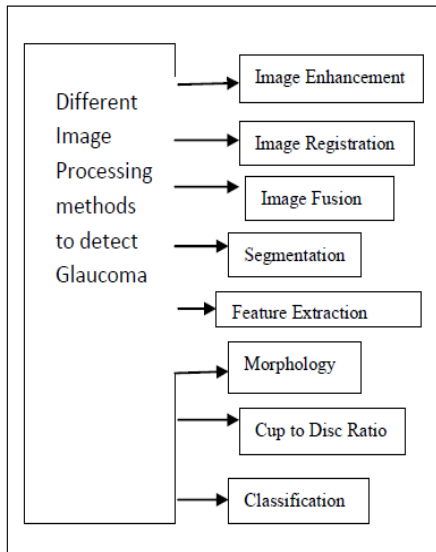 Different
Image
Processing
methods
to detect
Glaucoma
Image Enhancement
Image Registration
Image Fusion
Segmentation
Feature Extraction
Morphology
Cup to Disc Ratio
Classification